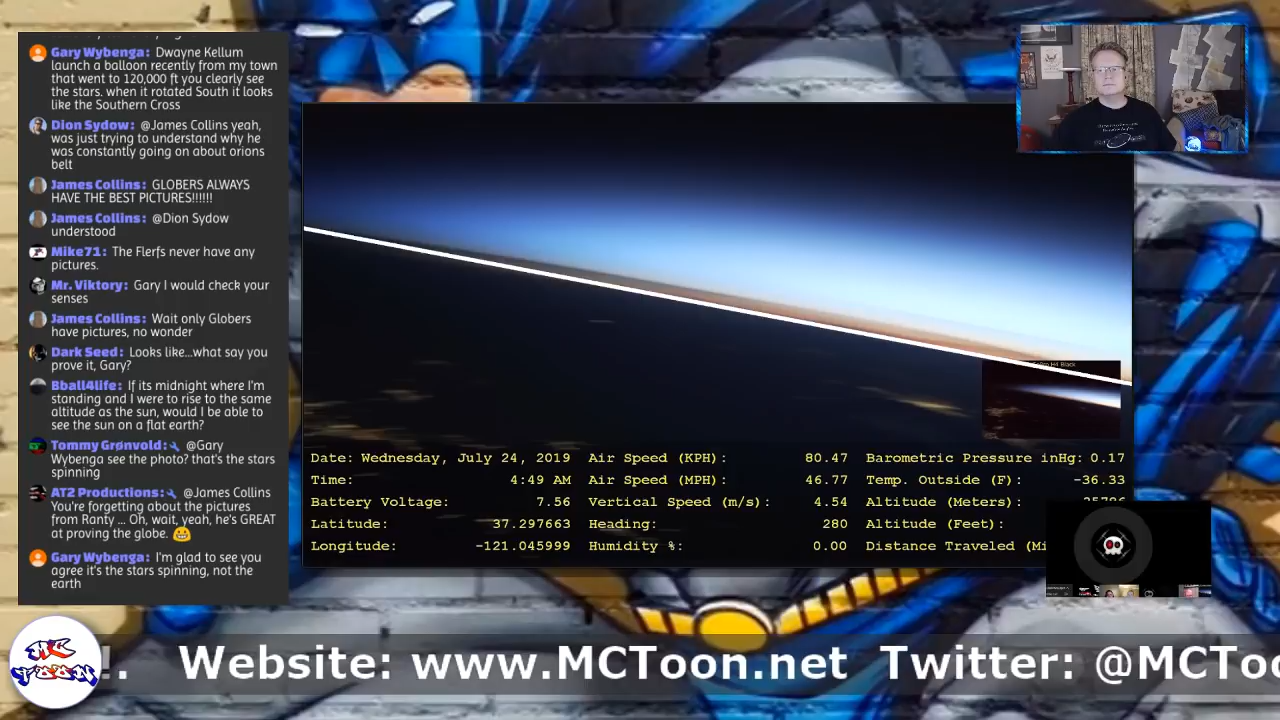 Gary Wybenga: Dwayne Kellum
launch a balloon recently from my town
that went to 120,000 ft you clearly see
the stars. when it rotated South it looks
like the Southern Cross
Dion Sydow: @James Collins yeah,
was just trying to understand why he
was constantly going on about orions
belt
James Collins: GLOBERS ALWAYS
HAVE THE BEST PICTURES!!!!!!
James Collins: @Dion Sydow
understood
Mike71: The Flerfs never have any
pictures.
Mr. Viktory: Gary I would check your
senses
James Collins: Wait only Globers
have pictures, no wonder
Dark Seed: Looks like...what say you
prove it, Gary?
Bball4life: If its midnight where I'm
standing and I were to rise to the same
altitude as the sun, would I be able to
see the sun on a flat earth?
Tommy Grønvold: @Gary
Wybenga see the photo? that's the stars
spinning
AT2 Productions: @James Collins
You're forgetting about the pictures
from Ranty ... Oh, wait, yeah, he's GREAT
at proving the globe. 😀
Gary Wybenga: I'm glad to see you
agree it's the stars spinning, not the
earth
Date: Wednesday, July 24, 2019 Air Speed (KPH): 80.47 Barometric Pressure inHg: 0.17
Time: 4:49 AM Air Speed (MPH): 46.77 Temp. Outside (F): -36.33
Battery Voltage: 7.56 Vertical Speed (m/s): 4.54 Altitude (Meters):
Latitude: 37.297663 Heading: 280 Altitude (Feet):
Longitude: -121.045999 Humidity %: 0.00 Distance Traveled (Mi
MC
TOON
!. Website: www.MCToon.net Twitter: @MCToo